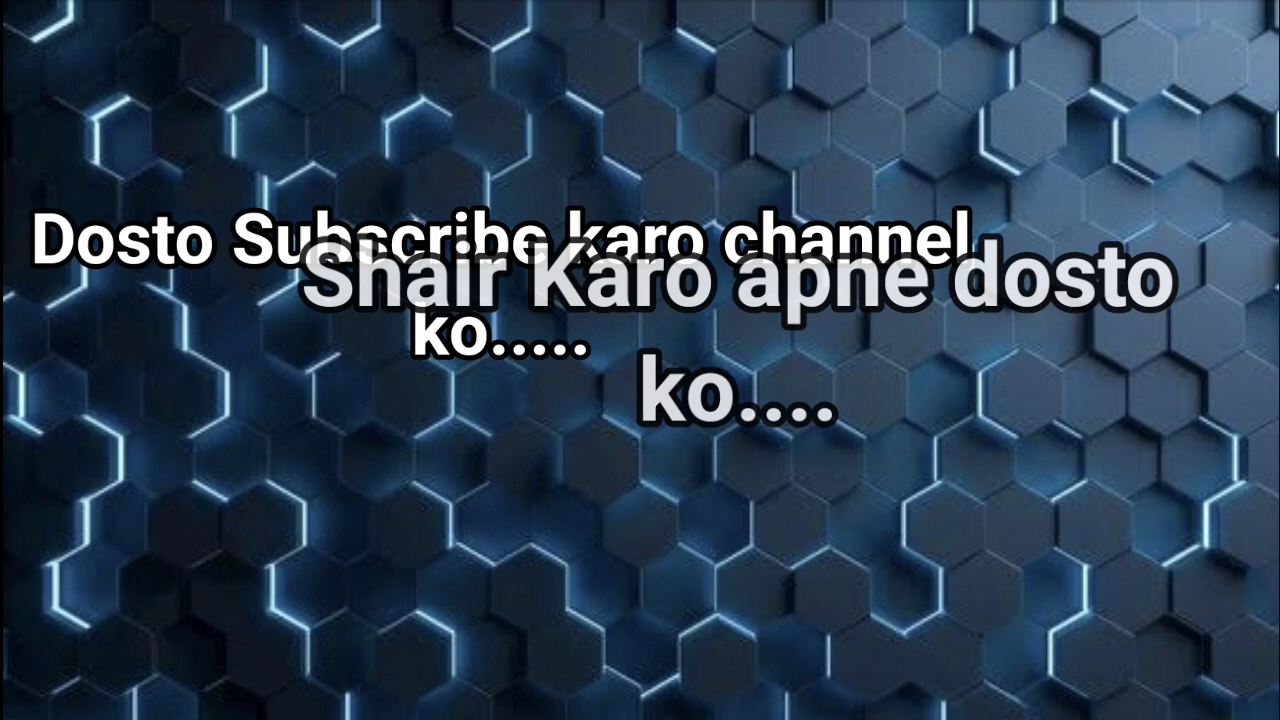 Dosto Subscribe karo channel
ko.....
Shair Karo apne dosto
ko....